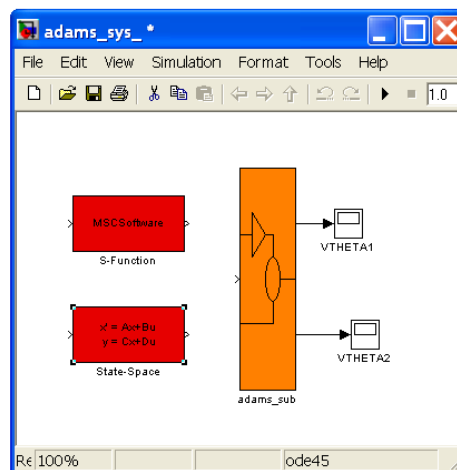 adams_sys_ *
File Edit View Simulation Format Tools Help
1.0
MSCSoftware
S-Function
VTHETA1
x' = Ax+Bu
y = Cx+Du
State-Space
VTHETA2
adams_sub
Re 100% ode45